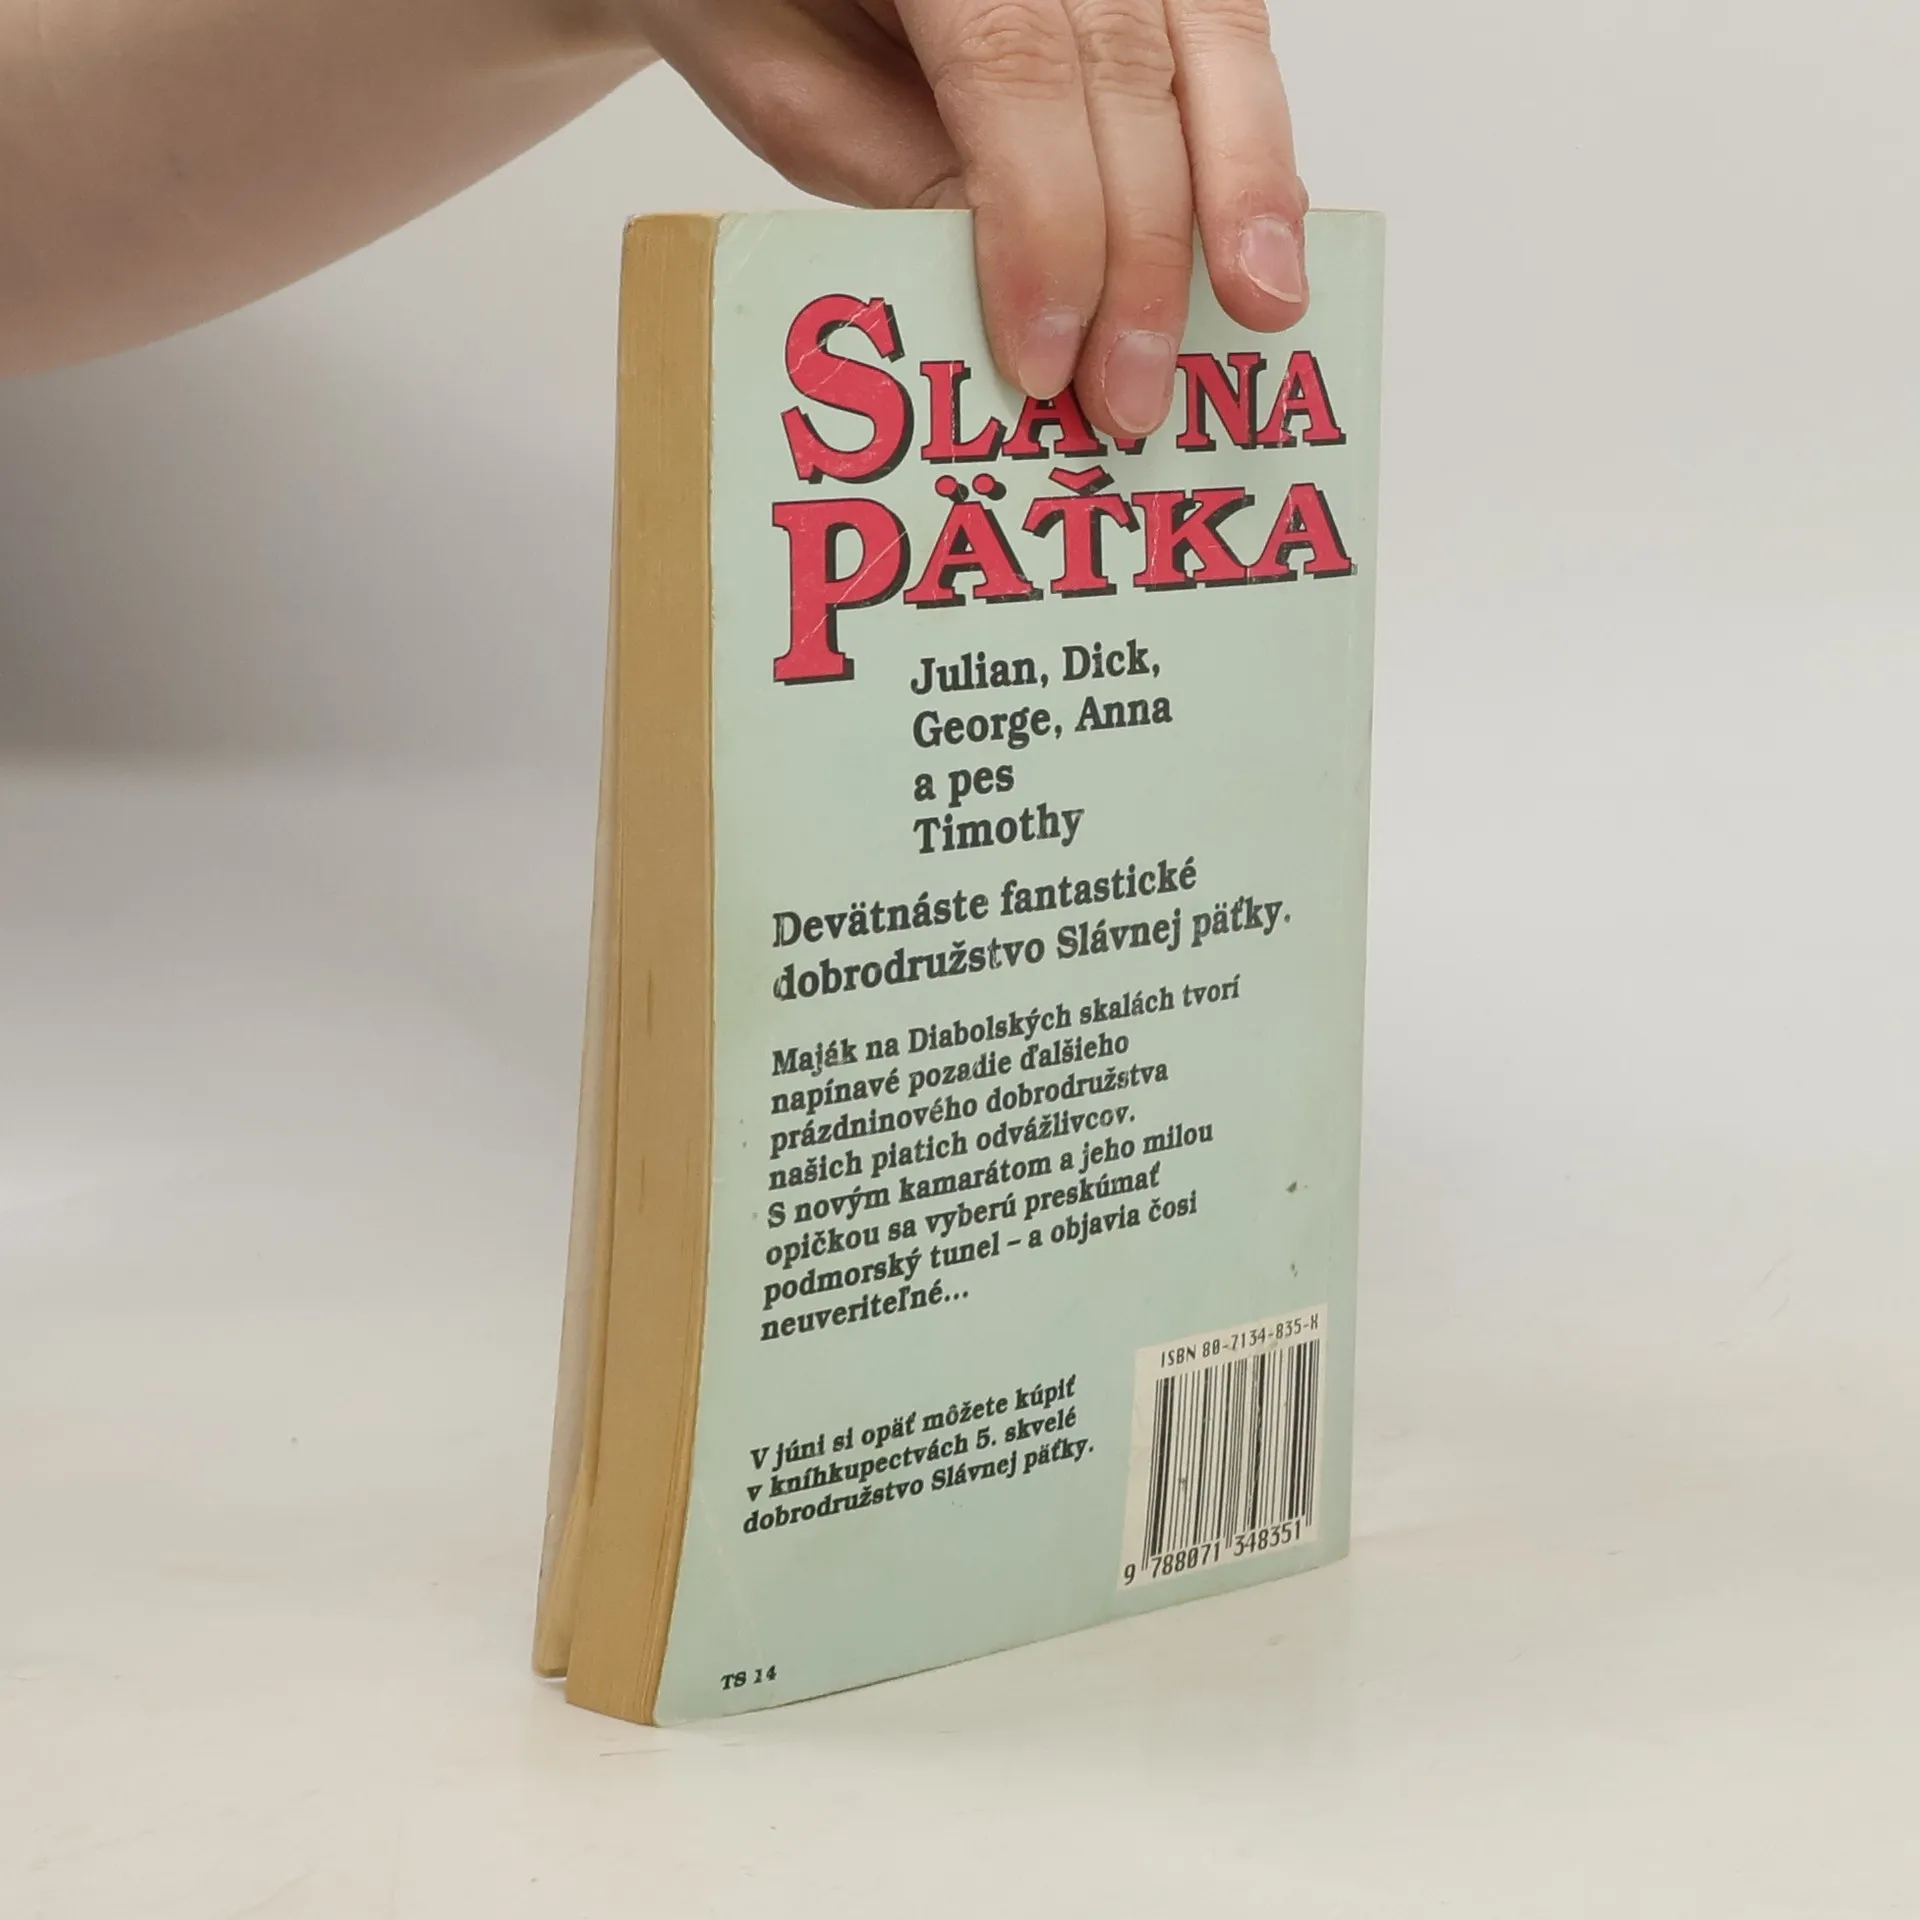 SLÁVNA
PÄŤKA
Julian, Dick,
George, Anna
a pes
Timothy
Devätnáste fantastické
dobrodružstvo Slávnej päťky.
Maják na Diabolských skalách tvorí
napínavé pozadie ďalšieho
prázdninového dobrodružstva
našich piatich odvážlivcov.
S novým kamarátom a jeho milou
opičkou sa vyberú preskúmať
podmorský tunel – a objavia čosi
neuveriteľné...
V júni si opäť môžete kúpiť
v kníhkupectvách 5. skvelé
dobrodružstvo Slávnej päťky.
ISBN 80-7134-835-X
9 788071 348351
TS 14